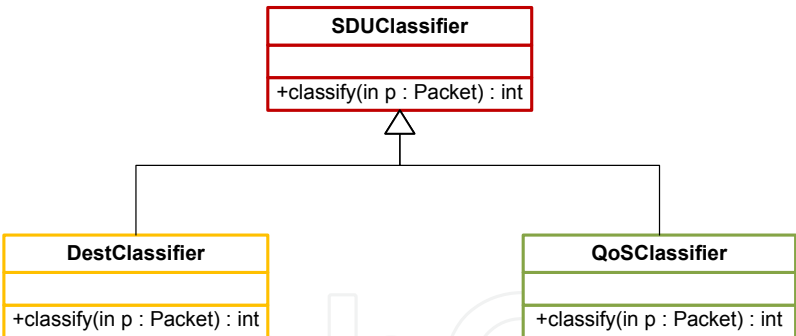 SDUClassifier
+classify(in p : Packet) : int
DestClassifier
+classify(in p : Packet) : int
QoSClassifier
+classify(in p : Packet) : int